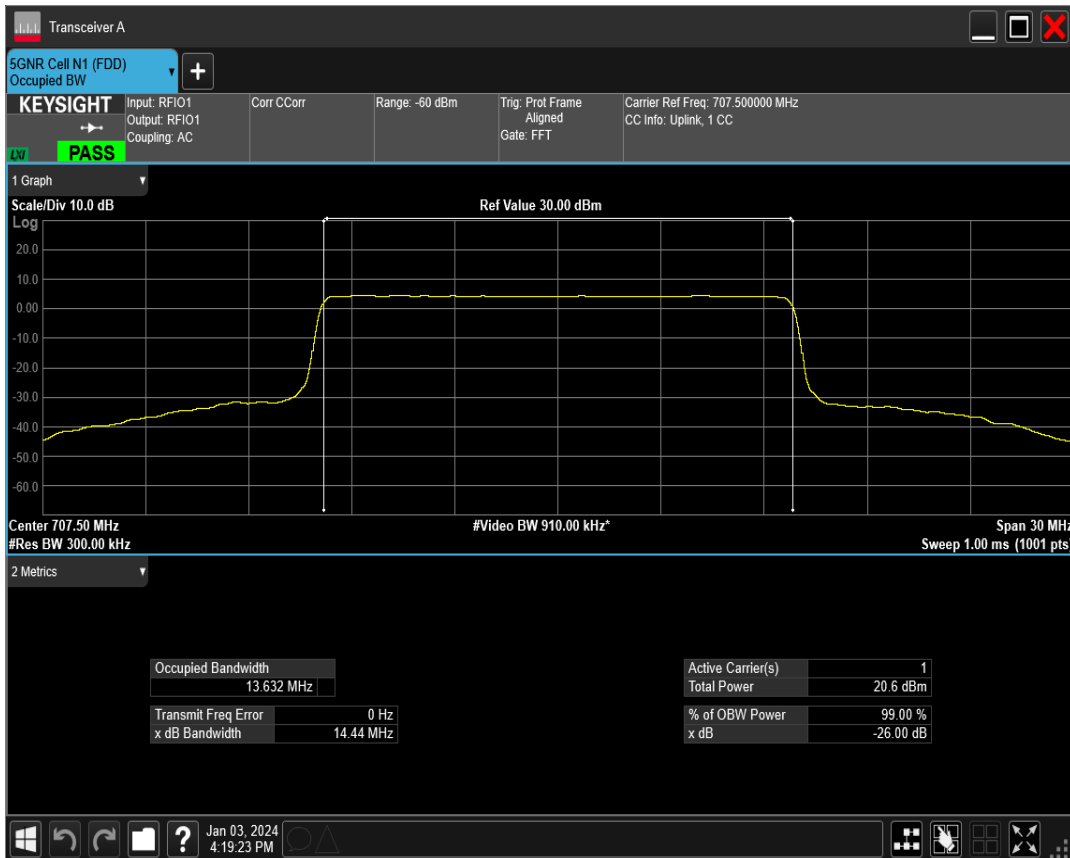 Transceiver A
5GNR Cell N1 (FDD)
Occupied BW
+
KEYSIGHT
LXI
PASS
Input: RFIO1
Output: RFIO1
Coupling: AC
Corr CCorr
Range: -60 dBm
Trig: Prot Frame
Aligned
Gate: FFT
Carrier Ref Freq: 707.500000 MHz
CC Info: Uplink, 1 CC
1 Graph
Scale/Div 10.0 dB
Ref Value 30.00 dBm
Log
20.0
10.0
0.00
-10.0
-20.0
-30.0
-40.0
-50.0
-60.0
Center 707.50 MHz
#Video BW 910.00 kHz*
Span 30 MHz
#Res BW 300.00 kHz
Sweep 1.00 ms (1001 pts)
2 Metrics
Occupied Bandwidth
13.632 MHz
Transmit Freq Error 0 Hz
x dB Bandwidth 14.44 MHz
Active Carrier(s) 1
Total Power 20.6 dBm
% of OBW Power 99.00 %
x dB -26.00 dB
?
Jan 03, 2024
4:19:23 PM